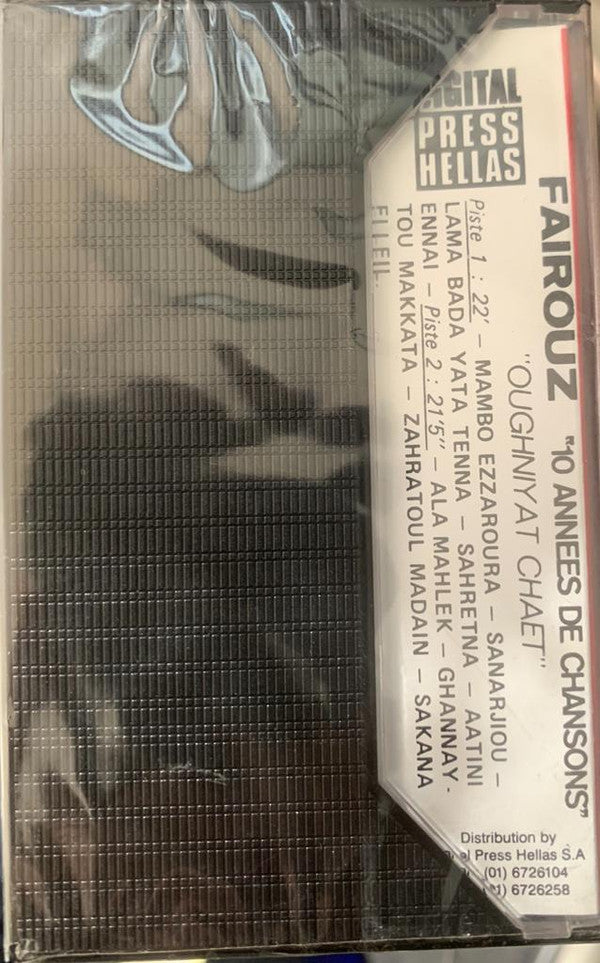 DIGITAL
PRESS
HELLAS
FAIROUZ "10 ANNEES DE CHANSONS"
"OUGHNIYAT CHAET"
Piste 1 : 22' – MAMBO EZZAROURA – SANARJIOU –
LAMA BADA YATA TENNA – SAHRETNA – AATINI
ENNAI – Piste 2 : 21'5" – ALA MAHLEK – GHANNAY-
TOU MAKKATA – ZAHRATOUL MADAIN – SAKANA
ELLEIL.
Distribution by
Press Hellas S.A
(01) 6726104
6726258